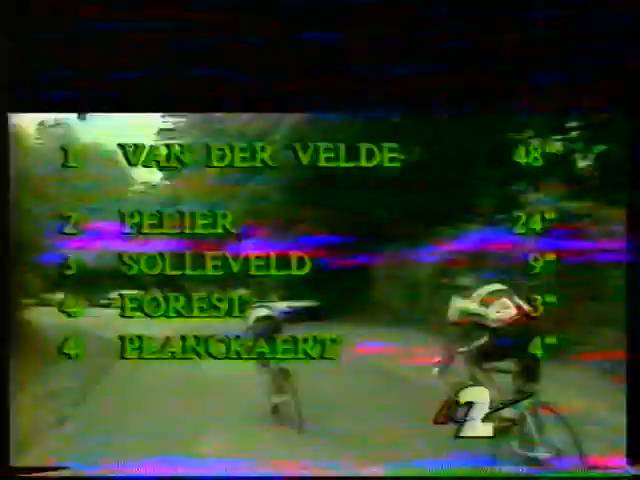 1 VAN DER VELDE 48"
2 PELIER 24"
3 SOLLEVELD 9"
4 FOREST 3"
4 PLANCKAERT 4"
2